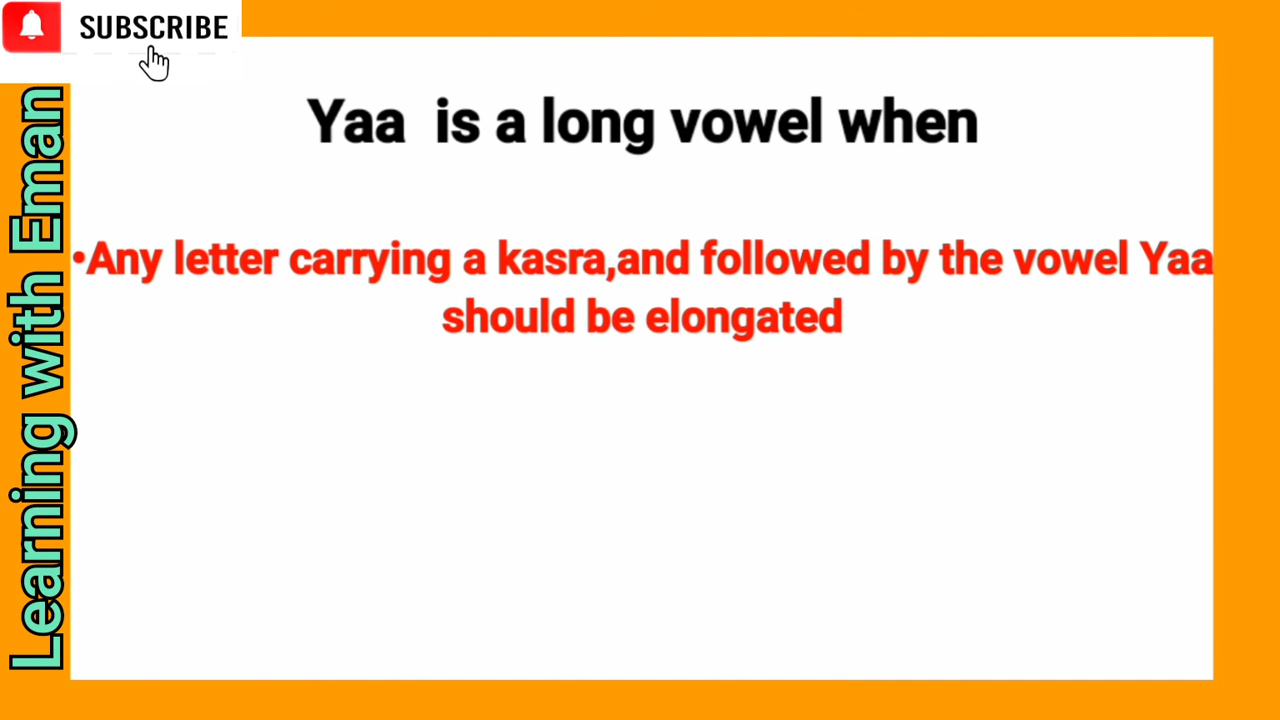 SUBSCRIBE
Learning with Eman
Yaa is a long vowel when
•Any letter carrying a kasra,and followed by the vowel Yaa
should be elongated